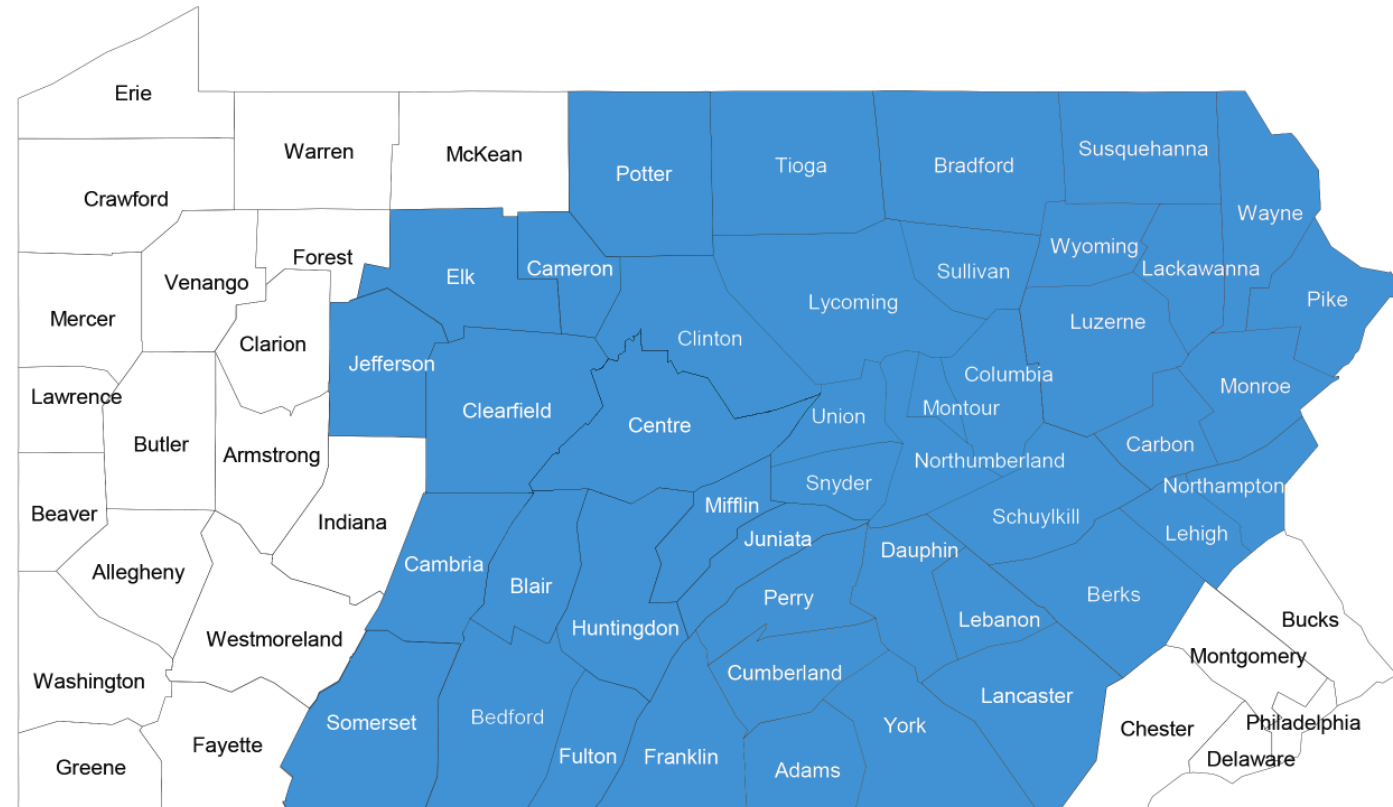 Erie
Warren
McKean
Potter
Tioga
Bradford
Susquehanna
Crawford
Wayne
Forest
Venango
Elk
Cameron
Sullivan
Wyoming
Lackawanna
Mercer
Clarion
Lycoming
Luzerne
Pike
Jefferson
Clinton
Columbia
Monroe
Lawrence
Clearfield
Centre
Union
Montour
Butler
Armstrong
Carbon
Northumberland
Snyder
Northampton
Beaver
Indiana
Mifflin
Schuylkill
Lehigh
Juniata
Dauphin
Allegheny
Cambria
Blair
Perry
Lebanon
Berks
Bucks
Westmoreland
Huntingdon
Montgomery
Washington
Cumberland
Lancaster
Somerset
Bedford
York
Chester
Philadelphia
Fayette
Fulton
Franklin
Adams
Delaware
Greene